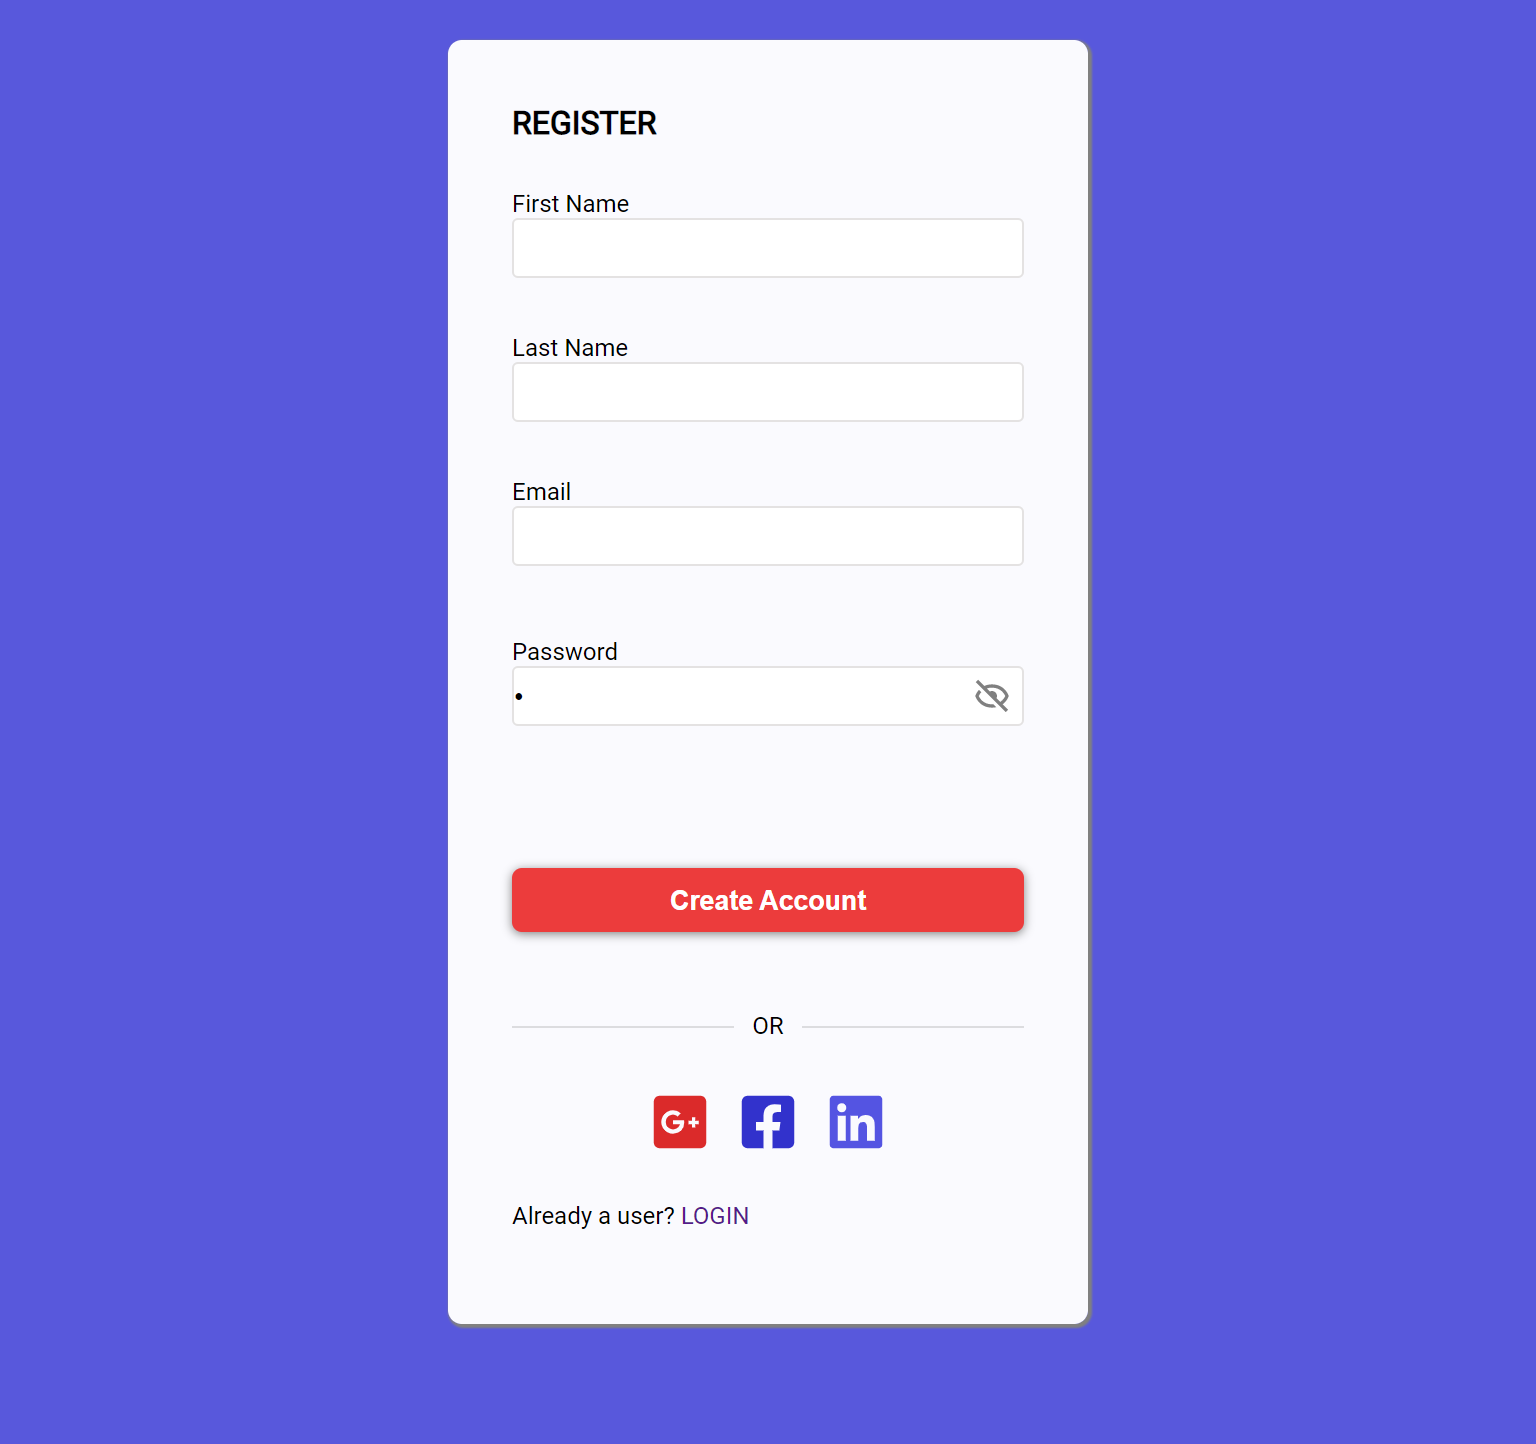 REGISTER
First Name
Last Name
Email
Password
•
Create Account
OR
G+ f in
Already a user? LOGIN